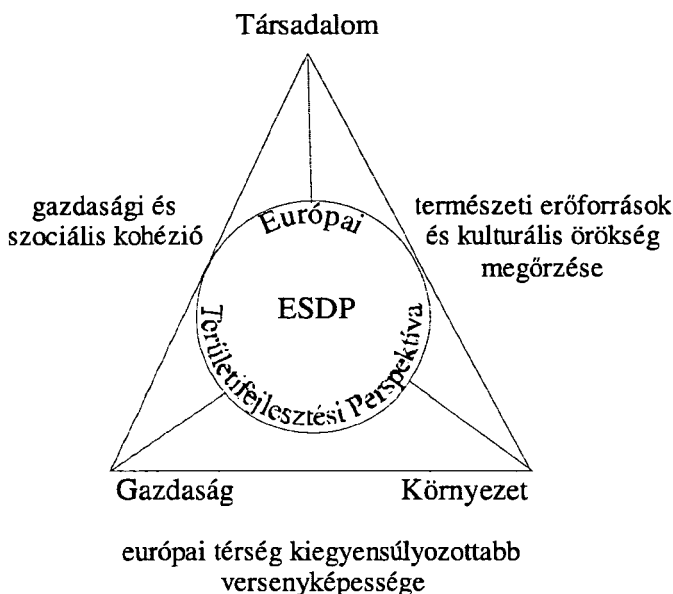 Társadalom
gazdasági és
szociális kohézió
természeti erőforrások
és kulturális örökség
megőrzése
Európai
ESDP
Területifejlesztési Perspektíva
Gazdaság
Környezet
európai térség kiegyensúlyozottabb
versenyképessége